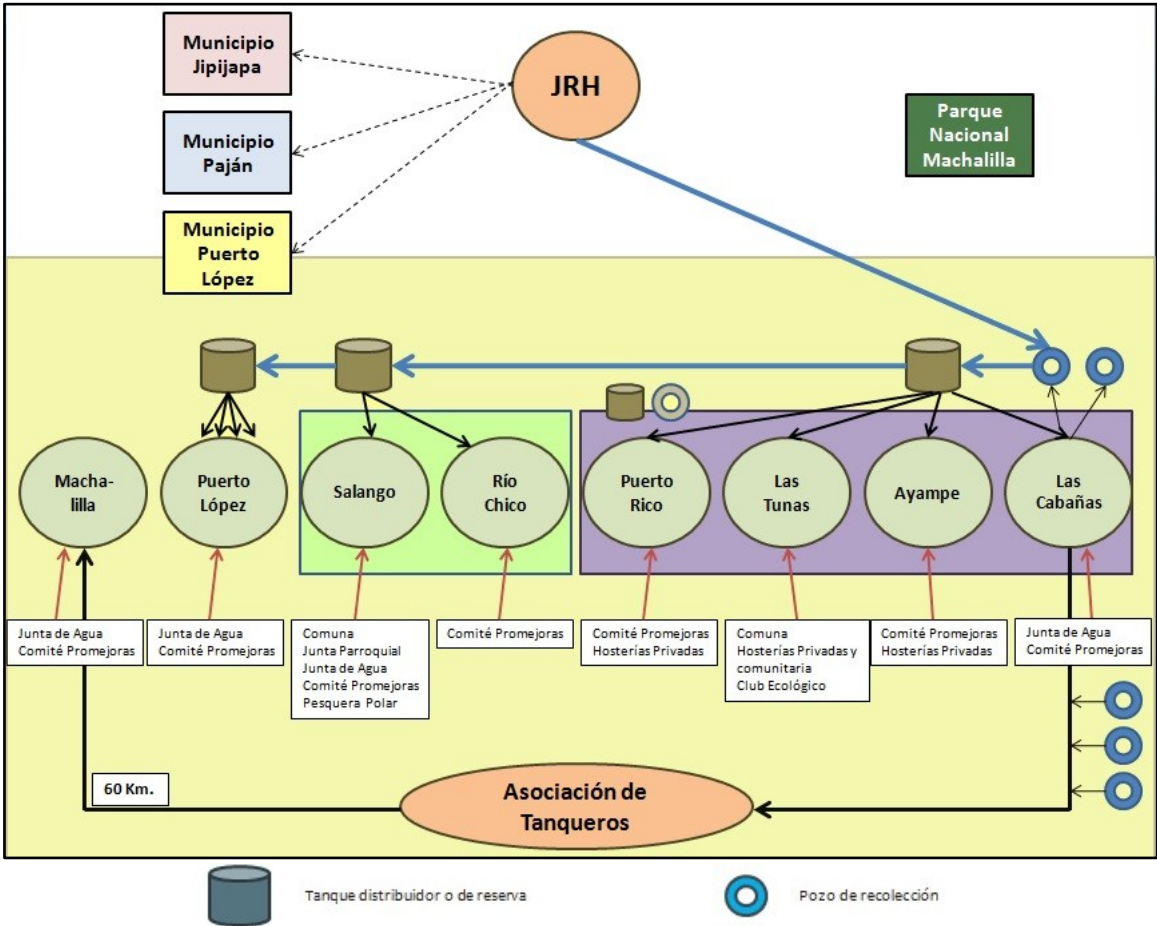 Municipio
Jipijapa
JRH
Parque
Nacional
Machalilla
Municipio
Paján
Municipio
Puerto
López
Macha-
lilla
Puerto
López
Salango
Río
Chico
Puerto
Rico
Las
Tunas
Ayampe
Las
Cabañas
Junta de Agua
Comité Promejoras
Junta de Agua
Comité Promejoras
Comuna
Junta Parroquial
Junta de Agua
Comité Promejoras
Pesquera Polar
Comité Promejoras
Comité Promejoras
Hosterías Privadas
Comuna
Hosterías Privadas y
comunitaria
Club Ecológico
Comité Promejoras
Hosterías Privadas
Junta de Agua
Comité Promejoras
60 Km.
Asociación de
Tanqueros
Tanque distribuidor o de reserva
Pozo de recolección